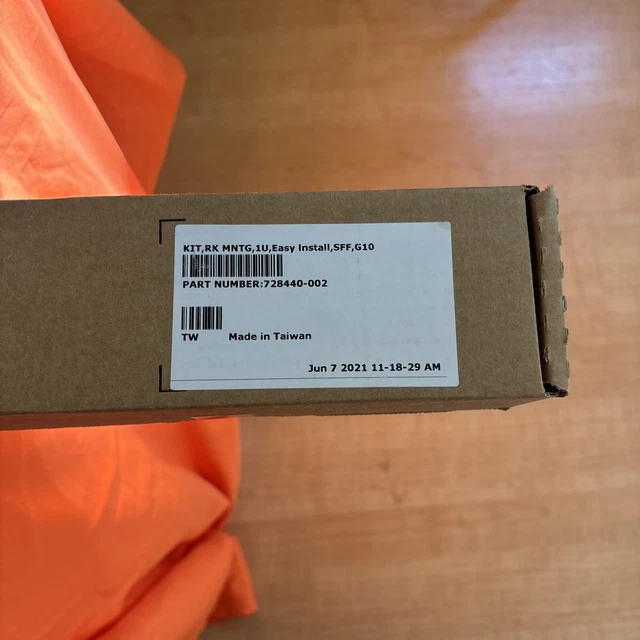 KIT,RK MNTG,1U,Easy Install,SFF,G10
PART NUMBER:728440-002
TW Made in Taiwan
Jun 7 2021 11-18-29 AM